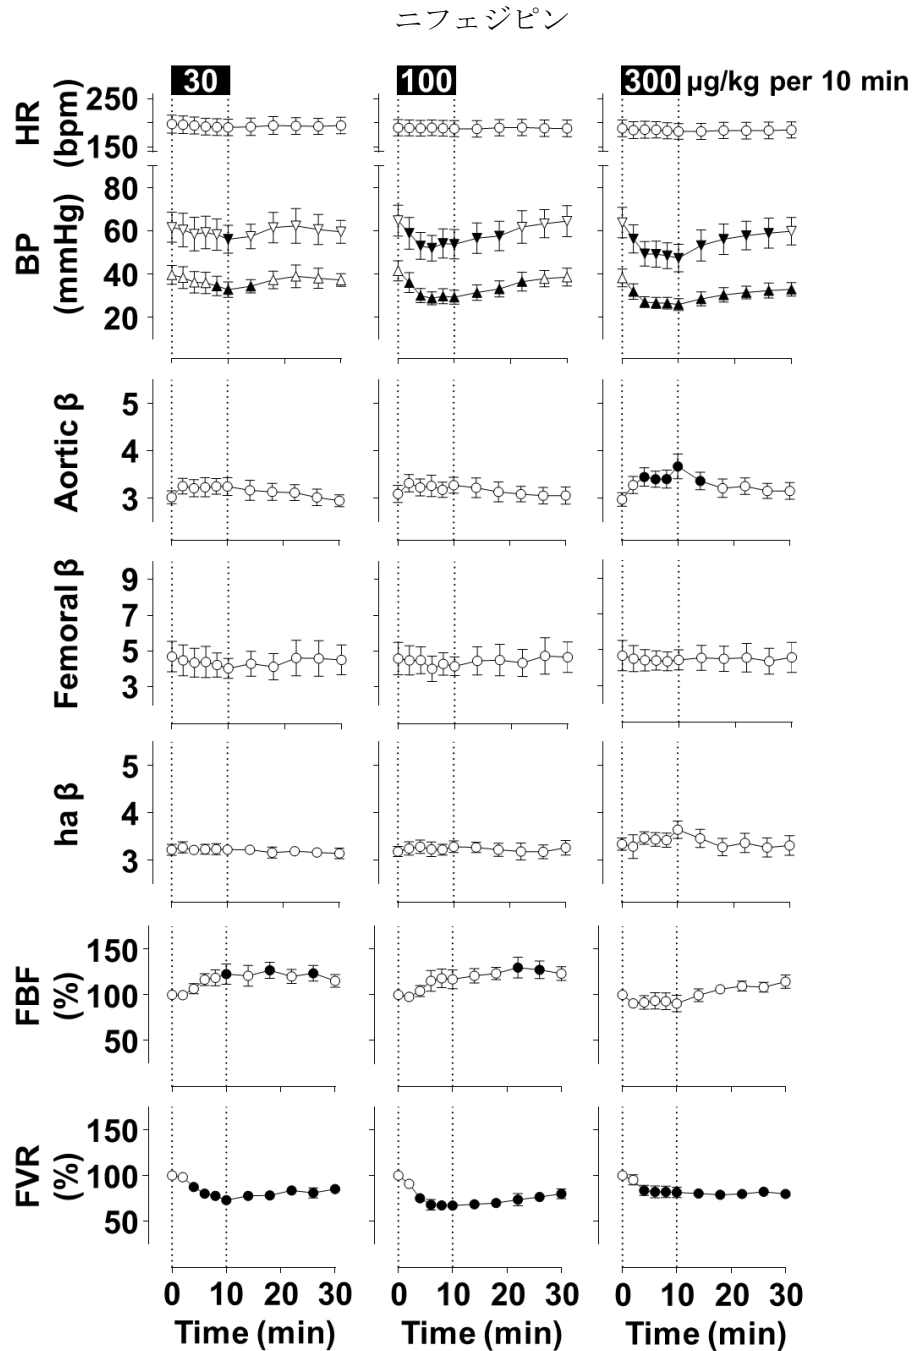 ニフェジピン
30
100
300 µg/kg per 10 min
HR
(bpm)
250
150
BP
(mmHg)
80
60
40
20
Aortic β
5
4
3
Femoral β
9
7
5
3
ha β
5
4
3
FBF
(%)
150
100
50
FVR
(%)
150
100
50
0 10 20 30 0 10 20 30 0 10 20 30
Time (min) Time (min) Time (min)